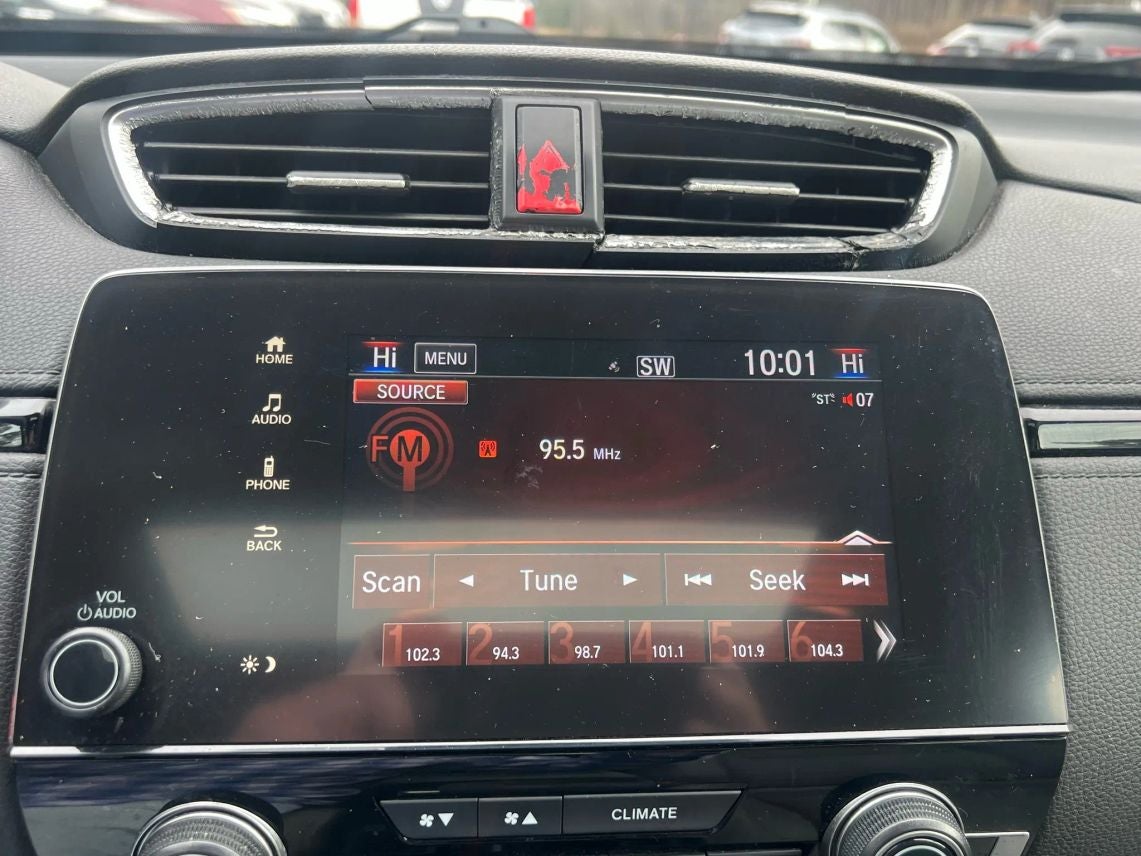 HOME
AUDIO
PHONE
BACK
VOL
AUDIO
Hi MENU SW 10:01 Hi
SOURCE
"ST" 07
FM 95.5 MHz
Scan Tune Seek
1 102.3 2 94.3 3 98.7 4 101.1 5 101.9 6 104.3
CLIMATE